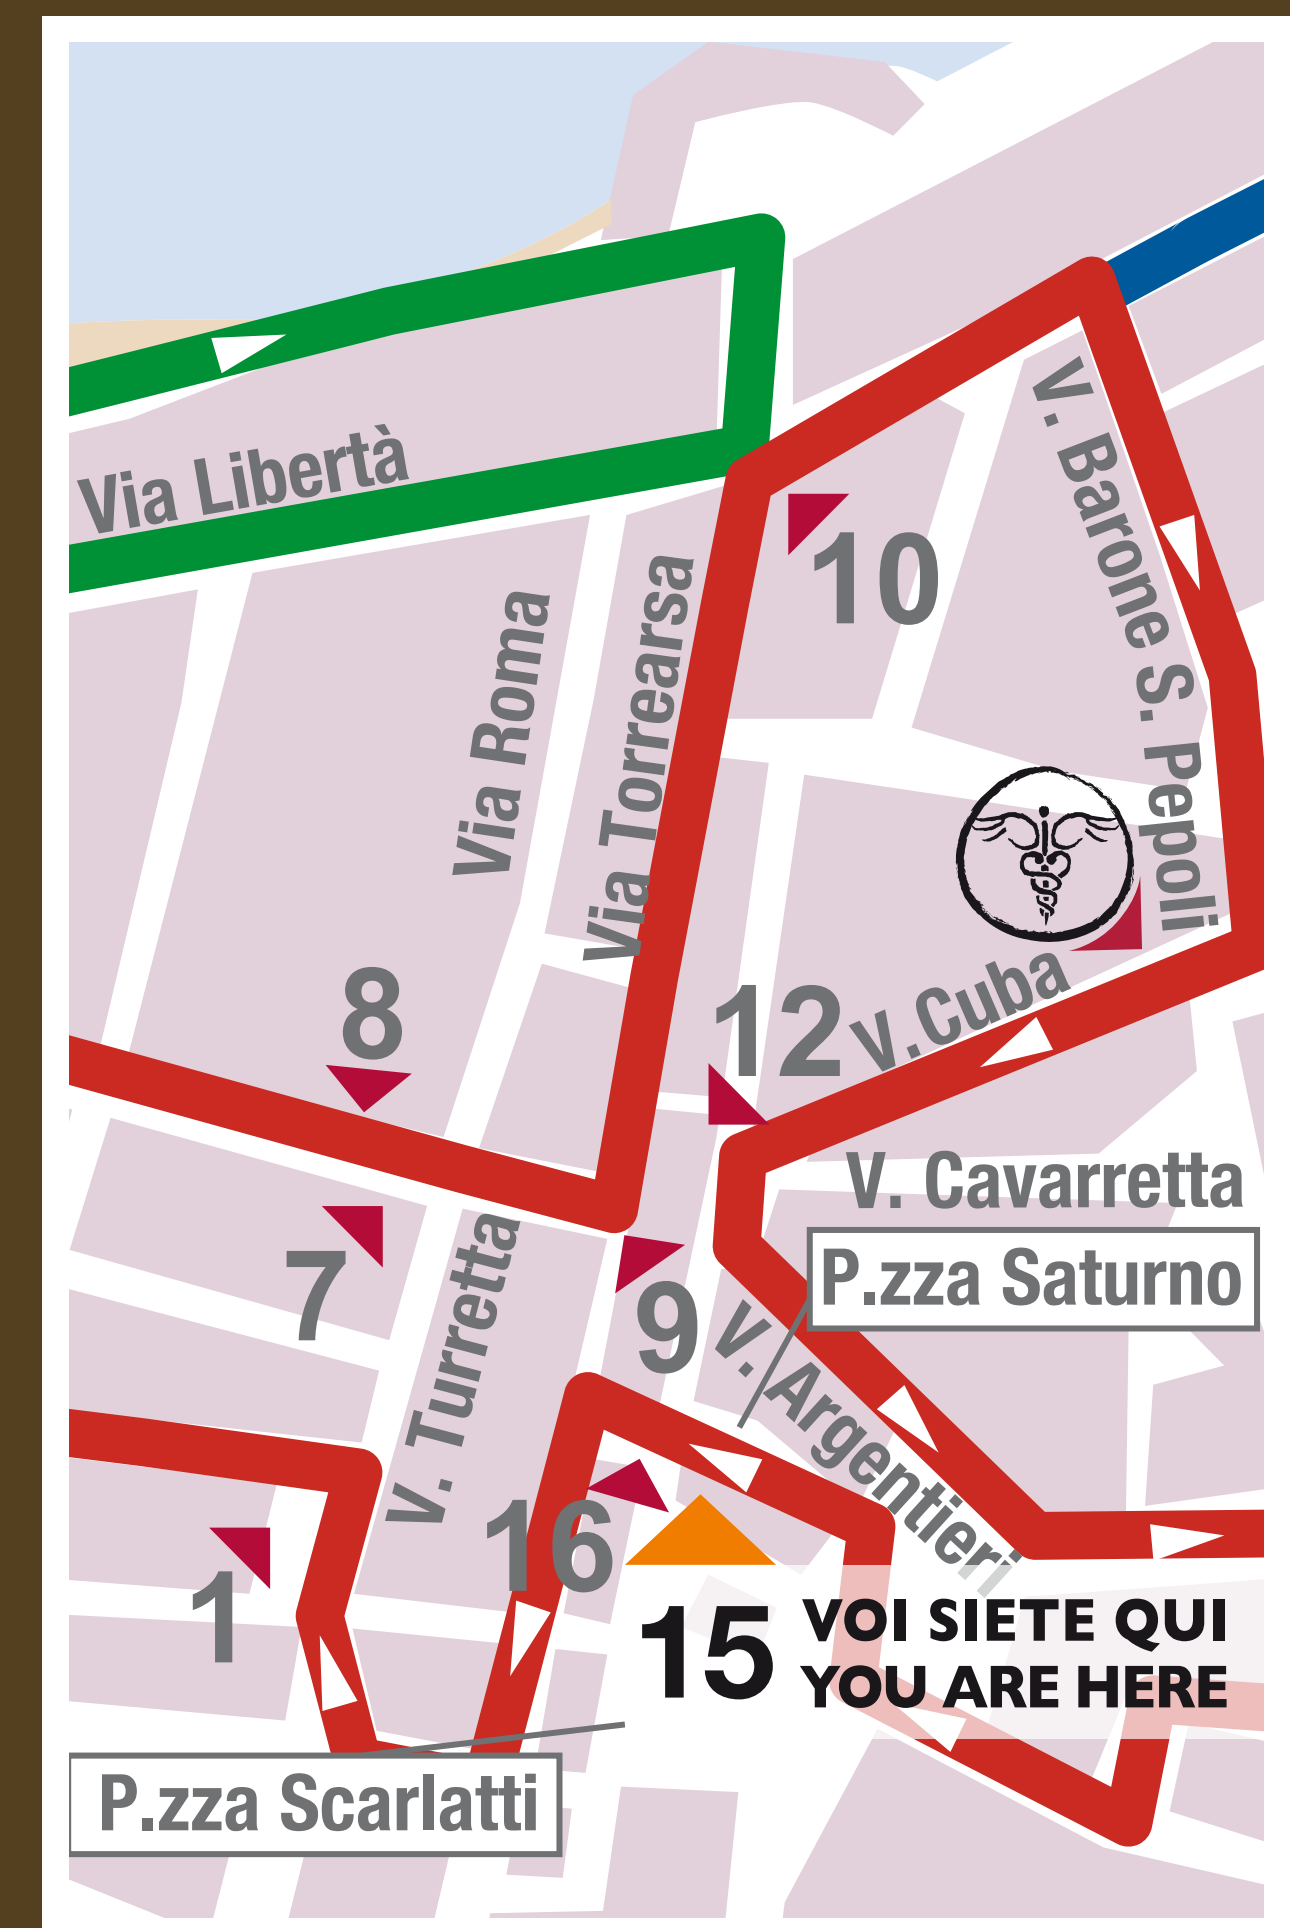 Via Libertà
V. Barone S. Pepoli
10
Via Roma
Via Torrearsa
8
12
V.Cuba
V. Cavarretta
P.zza Saturno
7
9
V. Turretta
V. Argentieri
16
1
15
VOI SIETE QUI
YOU ARE HERE
P.zza Scarlatti